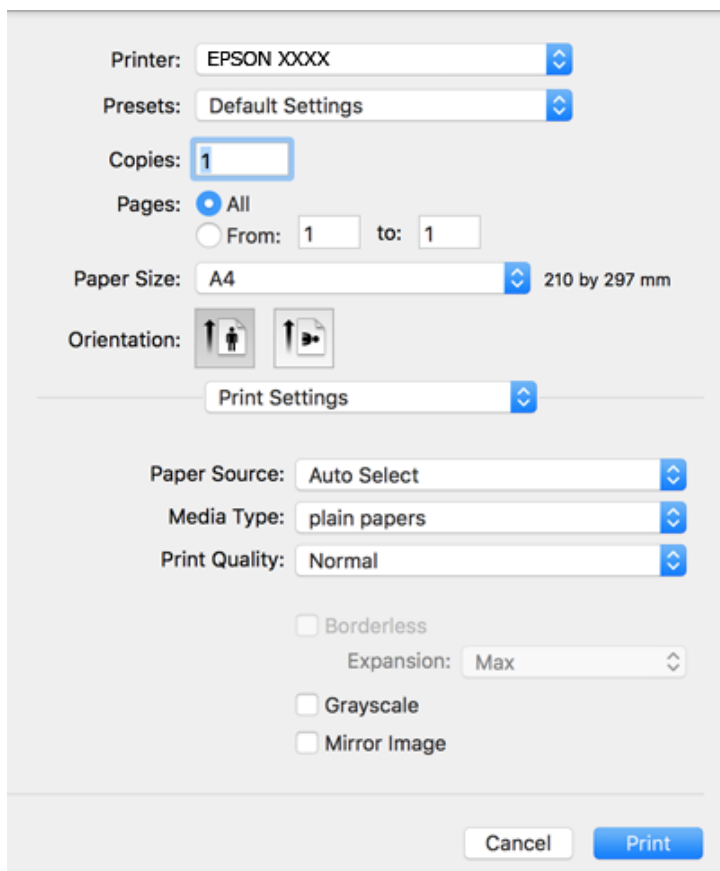 Printer: EPSON XXXX
Presets: Default Settings
Copies: 1
Pages: All
From: 1 to: 1
Paper Size: A4 210 by 297 mm
Orientation:
Print Settings
Paper Source: Auto Select
Media Type: plain papers
Print Quality: Normal
Borderless
Expansion: Max
Grayscale
Mirror Image
Cancel Print